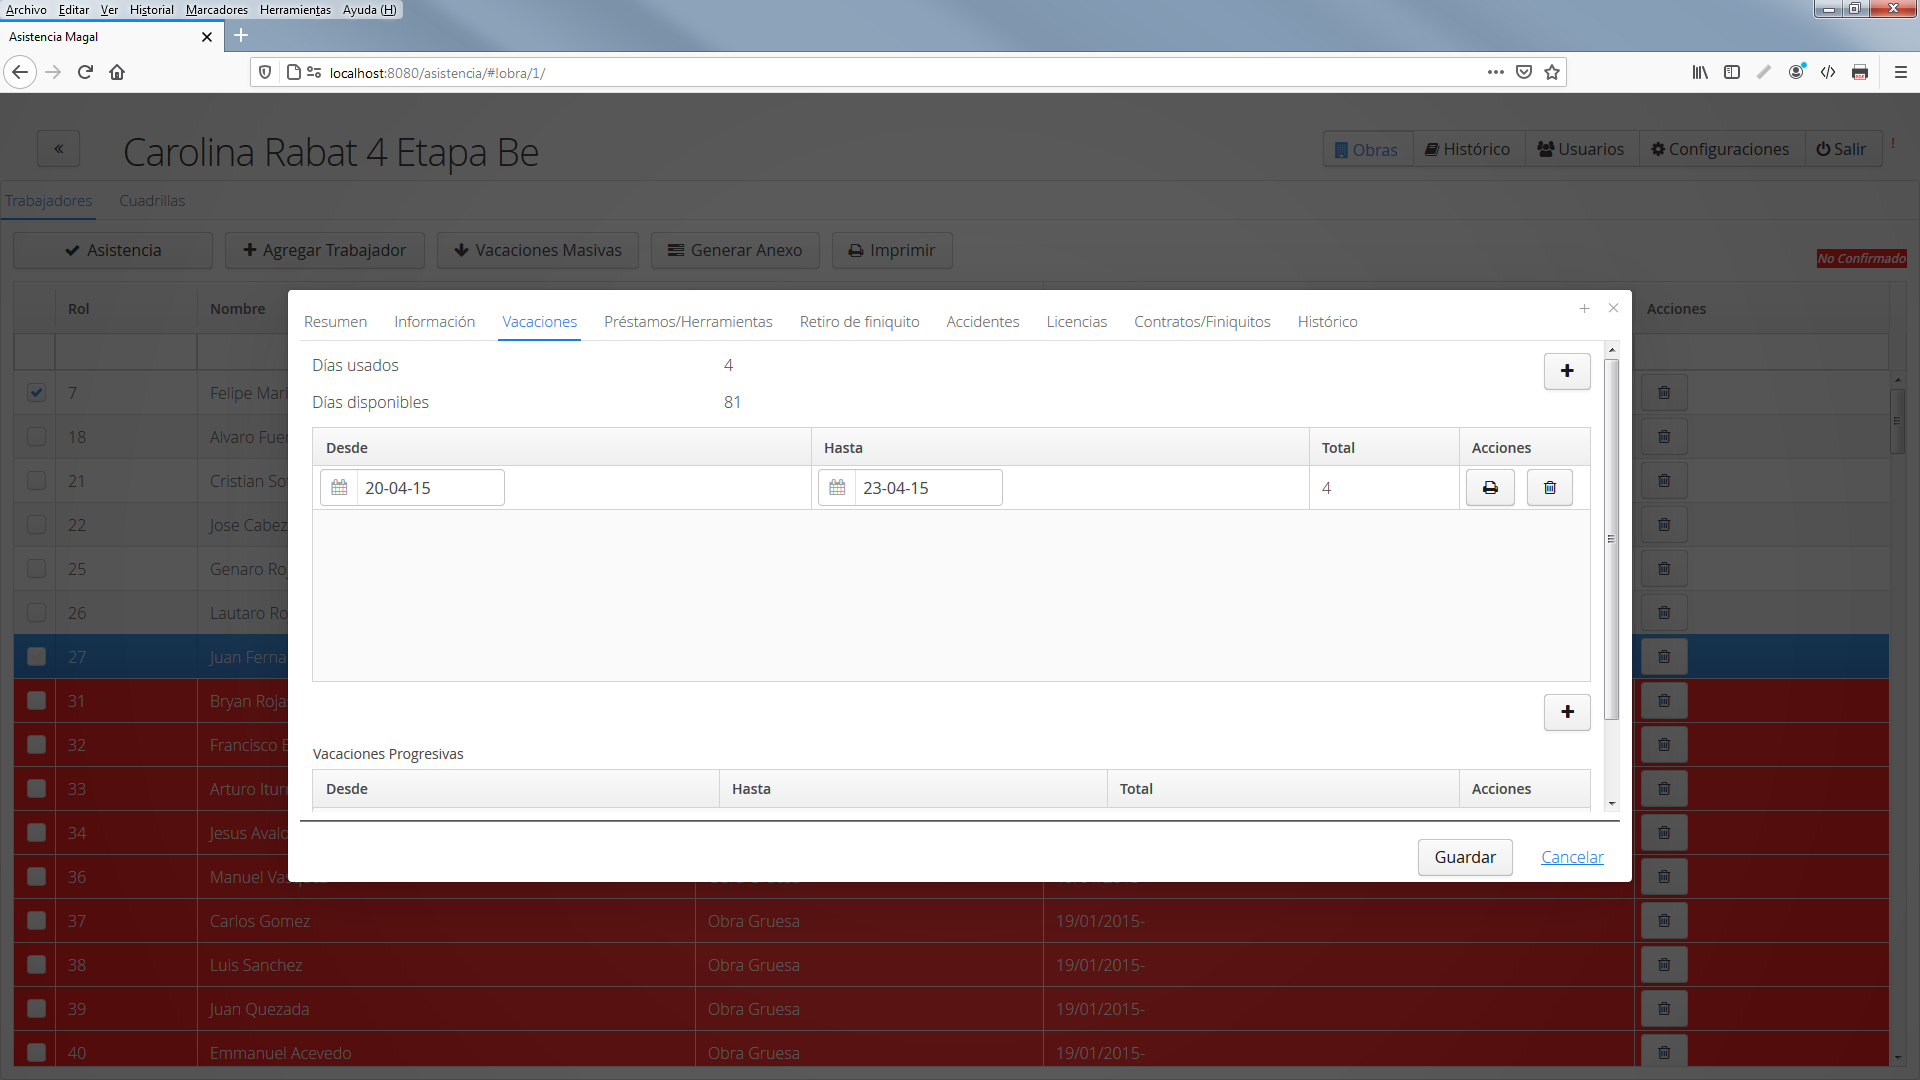 Archivo Editar Ver Historial Marcadores Herramientas Ayuda (H)
Asistencia Magal
localhost:8080/asistencia/#!obra/1/
Carolina Rabat 4 Etapa Be
Obras Histórico Usuarios Configuraciones Salir !
Trabajadores Cuadrillas
Asistencia Agregar Trabajador Vacaciones Masivas Generar Anexo Imprimir
No Confirmado
Rol Nombre Acciones
Resumen Información Vacaciones Préstamos/Herramientas Retiro de finiquito Accidentes Licencias Contratos/Finiquitos Histórico
Días usados 4
Días disponibles 81
Desde Hasta Total Acciones
20-04-15 23-04-15 4
Vacaciones Progresivas
Desde Hasta Total Acciones
Guardar Cancelar
7 Felipe Mari
18 Alvaro Fue
21 Cristian So
22 Jose Cabez
25 Genaro Ro
26 Lautaro Ro
27 Juan Ferna
31 Bryan Roja
32 Francisco
33 Arturo Itur
34 Jesus Avalo
36 Manuel
37 Carlos Gomez Obra Gruesa 19/01/2015-
38 Luis Sanchez Obra Gruesa 19/01/2015-
39 Juan Quezada Obra Gruesa 19/01/2015-
40 Emmanuel Acevedo Obra Gruesa 19/01/2015-